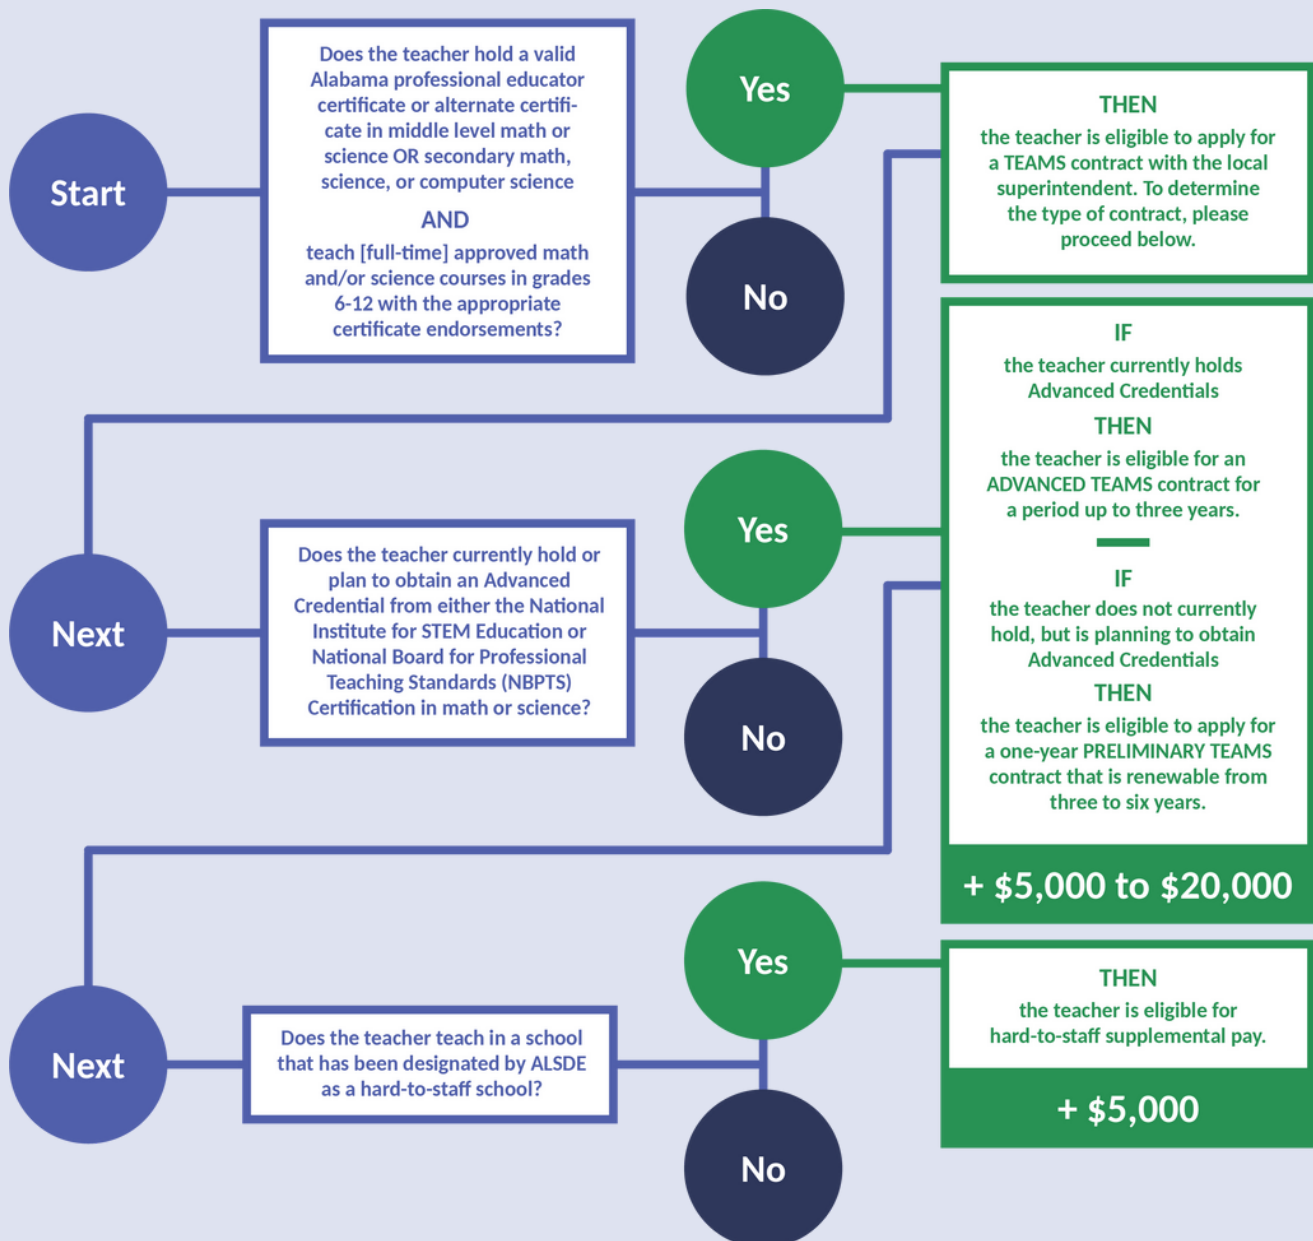 Start
Does the teacher hold a valid
Alabama professional educator
certificate or alternate certifi-
cate in middle level math or
science OR secondary math,
science, or computer science
AND
teach [full-time] approved math
and/or science courses in grades
6-12 with the appropriate
certificate endorsements?
Yes
No
THEN
the teacher is eligible to apply for
a TEAMS contract with the local
superintendent. To determine
the type of contract, please
proceed below.
Next
Does the teacher currently hold or
plan to obtain an Advanced
Credential from either the National
Institute for STEM Education or
National Board for Professional
Teaching Standards (NBPTS)
Certification in math or science?
Yes
No
IF
the teacher currently holds
Advanced Credentials
THEN
the teacher is eligible for an
ADVANCED TEAMS contract for
a period up to three years.
IF
the teacher does not currently
hold, but is planning to obtain
Advanced Credentials
THEN
the teacher is eligible to apply for
a one-year PRELIMINARY TEAMS
contract that is renewable from
three to six years.
+ $5,000 to $20,000
Next
Does the teacher teach in a school
that has been designated by ALSDE
as a hard-to-staff school?
Yes
No
THEN
the teacher is eligible for
hard-to-staff supplemental pay.
+ $5,000